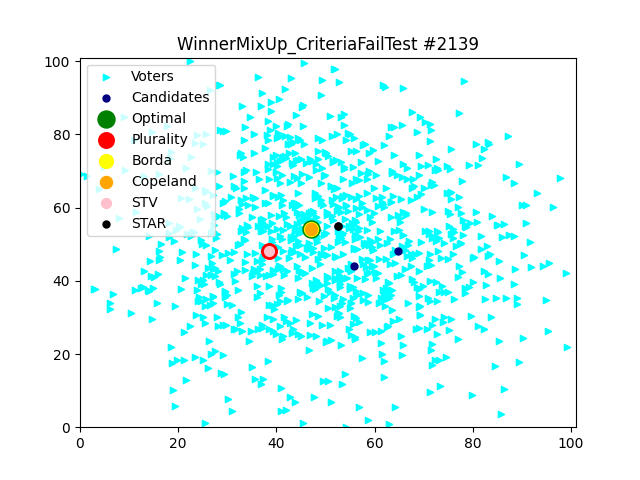 WinnerMixUp_CriteriaFailTest #2139
100
80
60
40
20
0
0 20 40 60 80 100
Voters
Candidates
Optimal
Plurality
Borda
Copeland
STV
STAR